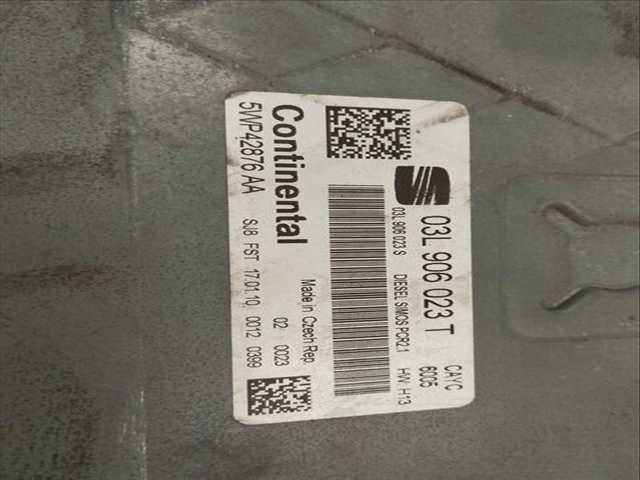 03L 906 023 T
CAYC
6005
03L 906 023 S DIESEL SIMOS PCR2.1 HW: H13
Made in Czech Rep.
02 0023
Continental
5WP42876 AA SJ8 FST 17.01.10 0012 0399